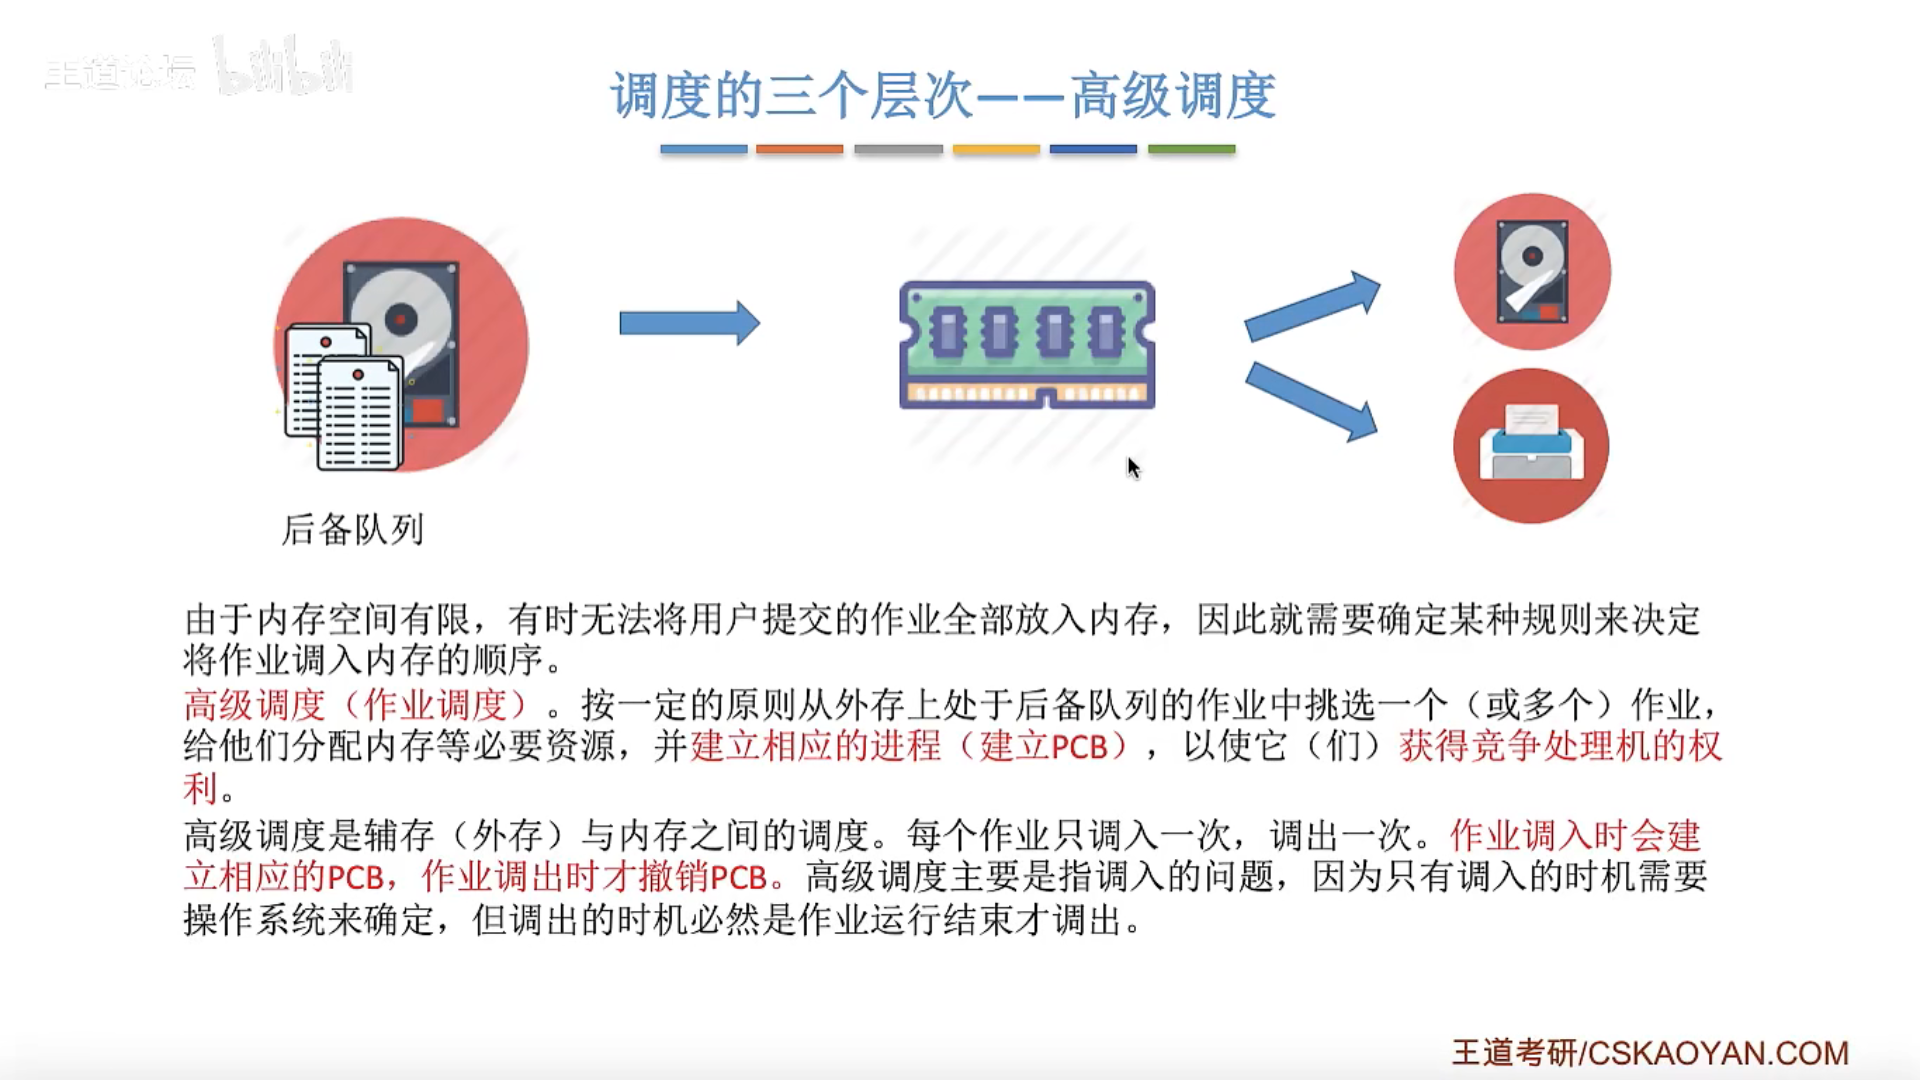 王道论坛 bilibili
调度的三个层次——高级调度
后备队列
由于内存空间有限，有时无法将用户提交的作业全部放入内存，因此就需要确定某种规则来决定
将作业调入内存的顺序。
高级调度（作业调度）。按一定的原则从外存上处于后备队列的作业中挑选一个（或多个）作业，
给他们分配内存等必要资源，并建立相应的进程（建立PCB），以使它（们）获得竞争处理机的权
利。
高级调度是辅存（外存）与内存之间的调度。每个作业只调入一次，调出一次。作业调入时会建
立相应的PCB，作业调出时才撤销PCB。高级调度主要是指调入的问题，因为只有调入的时机需要
操作系统来确定，但调出的时机必然是作业运行结束才调出。
王道考研/CSKAOYAN.COM